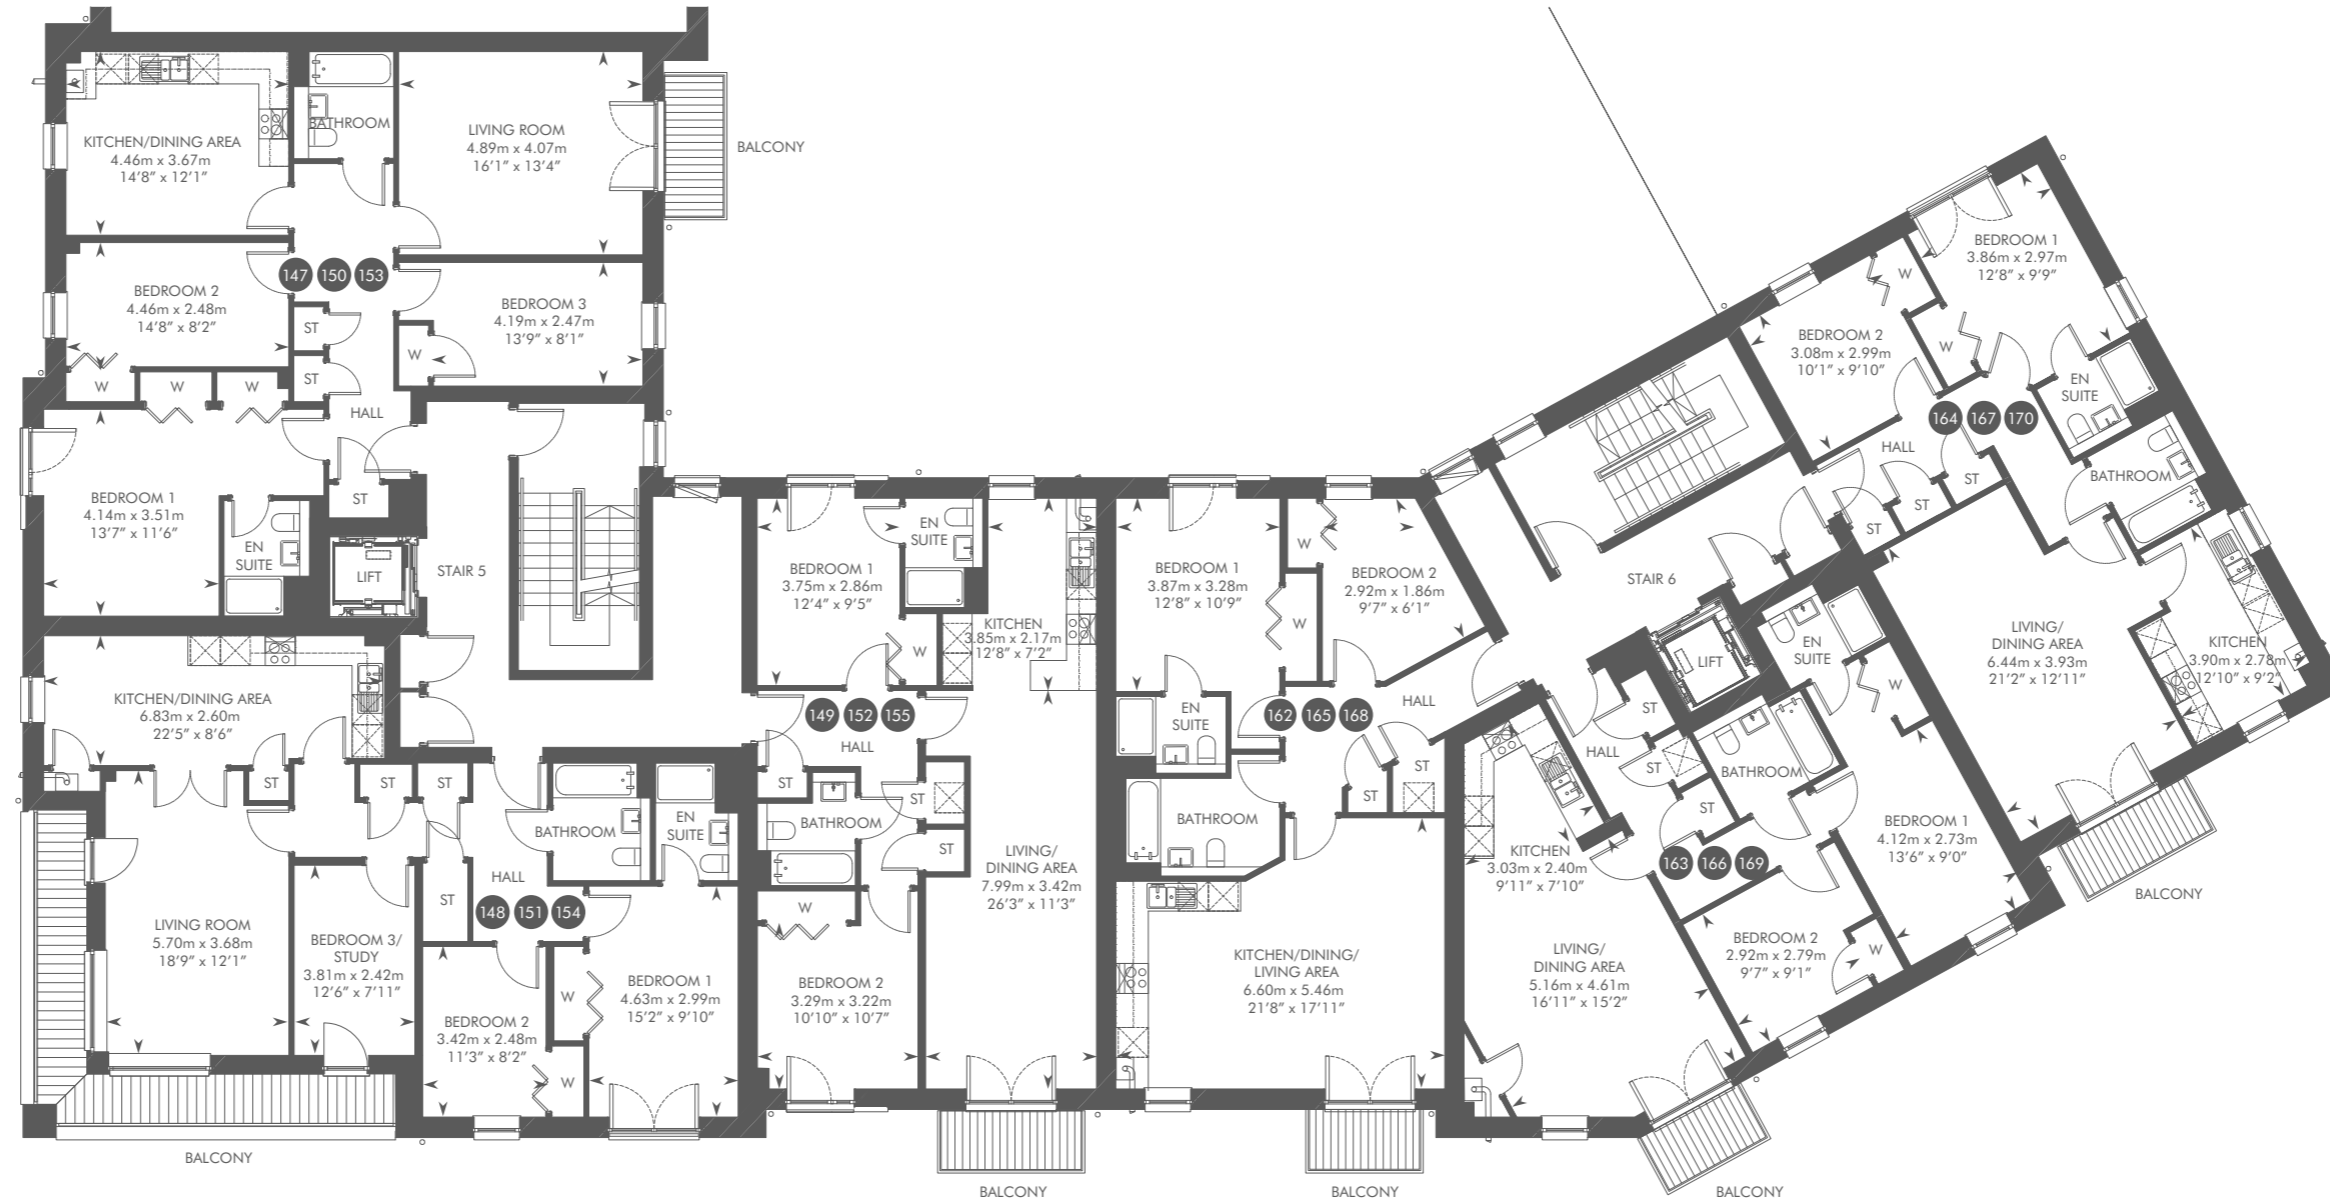 KITCHEN/DINING AREA
4.46m x 3.67m
14'8" x 12'1"
BATHROOM
LIVING ROOM
4.89m x 4.07m
16'1" x 13'4"
BALCONY
BEDROOM 2
4.46m x 2.48m
14'8" x 8'2"
147 150 153
ST
ST
BEDROOM 3
4.19m x 2.47m
13'9" x 8'1"
W
W
W
W
HALL
BEDROOM 1
4.14m x 3.51m
13'7" x 11'6"
EN
SUITE
ST
LIFT
STAIR 5
KITCHEN/DINING AREA
6.83m x 2.60m
22'5" x 8'6"
ST
ST
ST
LIVING ROOM
5.70m x 3.68m
18'9" x 12'1"
BEDROOM 3/
STUDY
3.81m x 2.42m
12'6" x 7'11"
ST
HALL
148 151 154
BATHROOM
EN
SUITE
BEDROOM 2
3.42m x 2.48m
11'3" x 8'2"
W
W
BEDROOM 1
4.63m x 2.99m
15'2" x 9'10"
BALCONY
BEDROOM 1
3.75m x 2.86m
12'4" x 9'5"
EN
SUITE
W
KITCHEN
3.85m x 2.17m
12'8" x 7'2"
149 152 155
HALL
ST
BATHROOM
ST
ST
W
BEDROOM 2
3.29m x 3.22m
10'10" x 10'7"
LIVING/
DINING AREA
7.99m x 3.42m
26'3" x 11'3"
BALCONY
BEDROOM 1
3.87m x 3.28m
12'8" x 10'9"
W
W
BEDROOM 2
2.92m x 1.86m
9'7" x 6'1"
EN
SUITE
162 165 168
HALL
ST
ST
BATHROOM
KITCHEN/DINING/
LIVING AREA
6.60m x 5.46m
21'8" x 17'11"
BALCONY
STAIR 6
LIFT
HALL
ST
ST
ST
KITCHEN
3.03m x 2.40m
9'11" x 7'10"
163 166 169
LIVING/
DINING AREA
5.16m x 4.61m
16'11" x 15'2"
BATHROOM
EN
SUITE
W
BEDROOM 1
4.12m x 2.73m
13'6" x 9'0"
BEDROOM 2
2.92m x 2.79m
9'7" x 9'1"
W
BALCONY
BEDROOM 1
3.86m x 2.97m
12'8" x 9'9"
W
W
BEDROOM 2
3.08m x 2.99m
10'1" x 9'10"
EN
SUITE
164 167 170
HALL
ST
ST
ST
BATHROOM
LIVING/
DINING AREA
6.44m x 3.93m
21'2" x 12'11"
KITCHEN
3.90m x 2.78m
12'10" x 9'2"
BALCONY